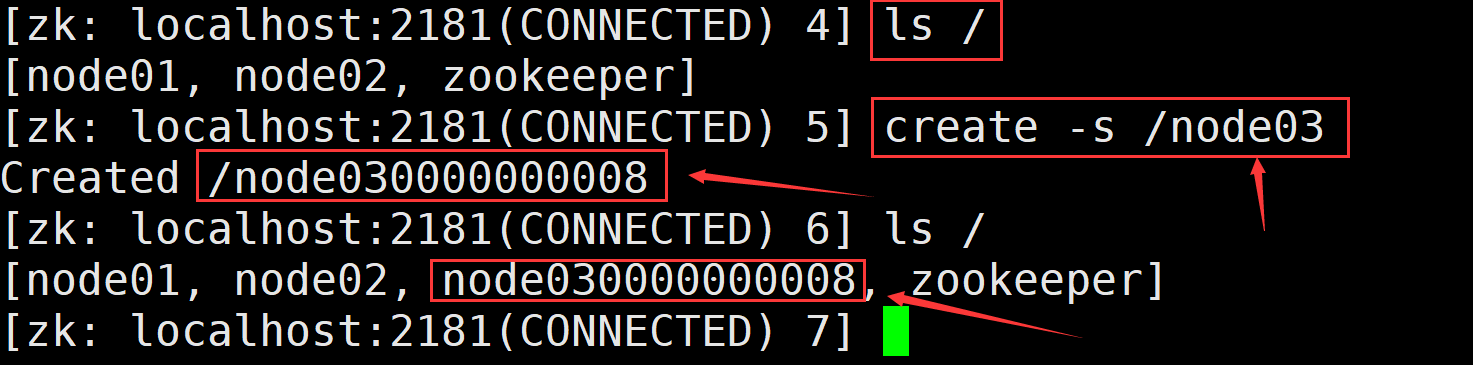 [zk: localhost:2181(CONNECTED) 4] ls /
[node01, node02, zookeeper]
[zk: localhost:2181(CONNECTED) 5] create -s /node03
Created /node030000000008
[zk: localhost:2181(CONNECTED) 6] ls /
[node01, node02, node030000000008, zookeeper]
[zk: localhost:2181(CONNECTED) 7]